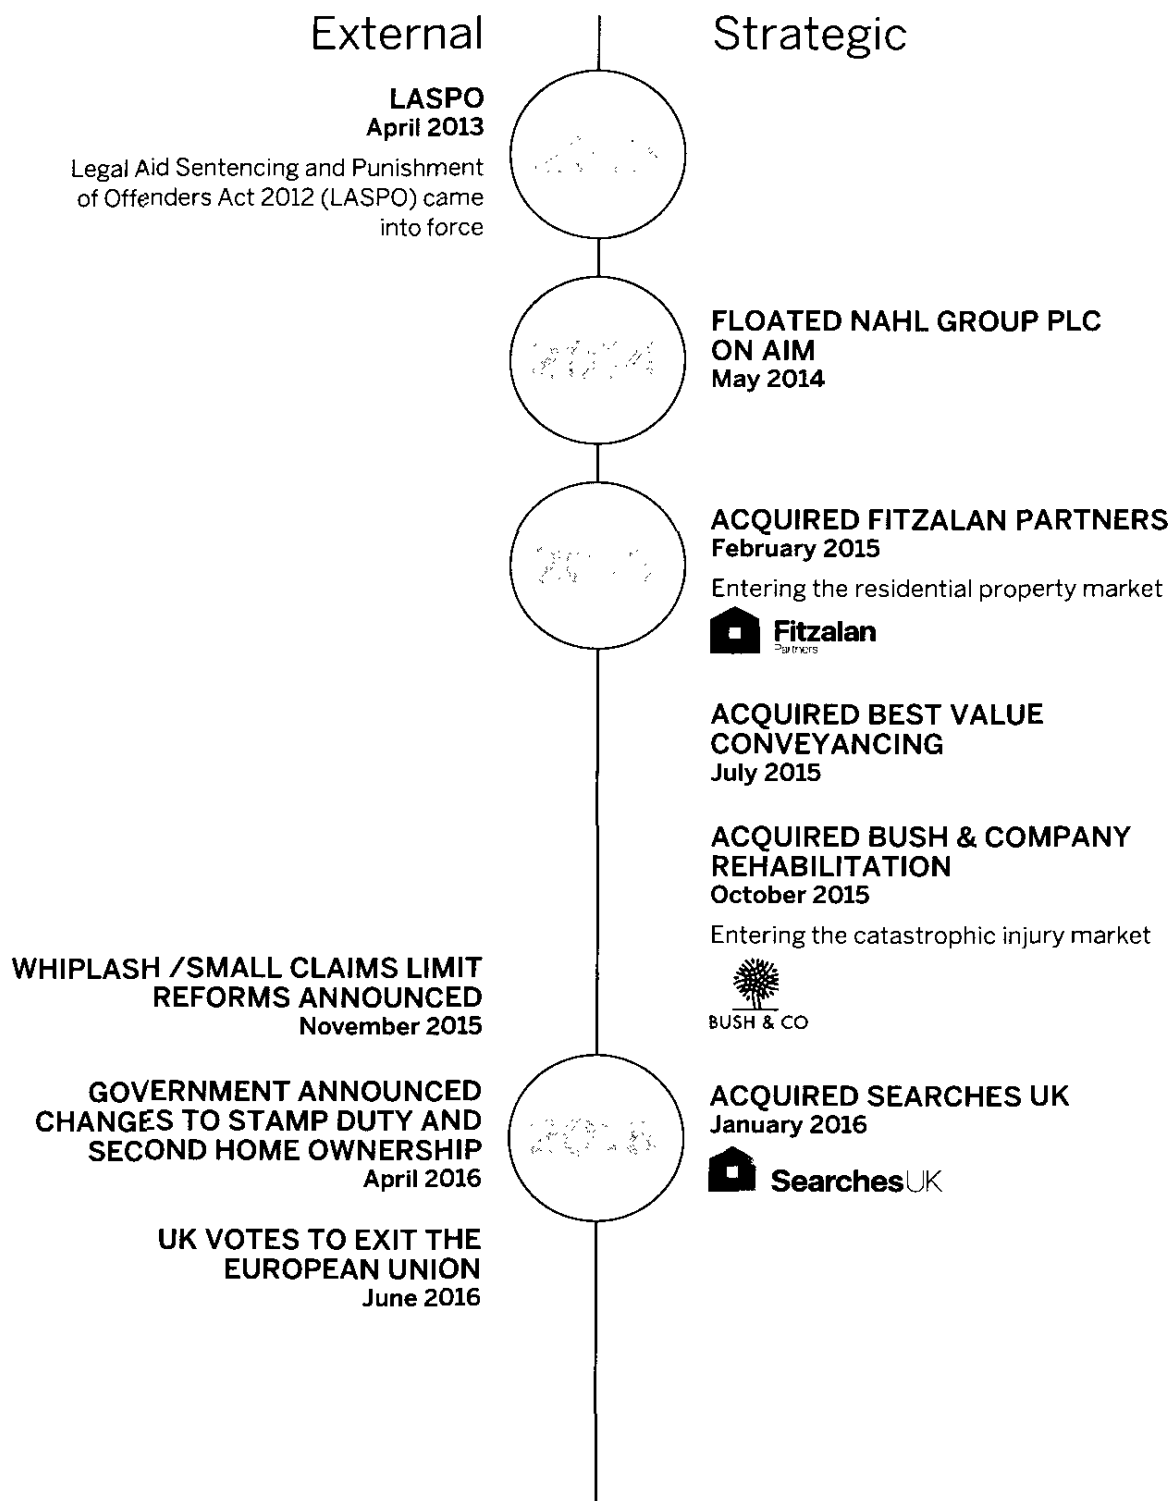 External
Strategic
LASPO
April 2013
Legal Aid Sentencing and Punishment
of Offenders Act 2012 (LASPO) came
into force
2014
FLOATED NAHL GROUP PLC
ON AIM
May 2014
ACQUIRED FITZALAN PARTNERS
February 2015
Entering the residential property market
Fitzalan
Partners
ACQUIRED BEST VALUE
CONVEYANCING
July 2015
ACQUIRED BUSH & COMPANY
REHABILITATION
October 2015
Entering the catastrophic injury market
BUSH & CO
WHIPLASH /SMALL CLAIMS LIMIT
REFORMS ANNOUNCED
November 2015
2016
GOVERNMENT ANNOUNCED
CHANGES TO STAMP DUTY AND
SECOND HOME OWNERSHIP
April 2016
ACQUIRED SEARCHES UK
January 2016
SearchesUK
UK VOTES TO EXIT THE
EUROPEAN UNION
June 2016